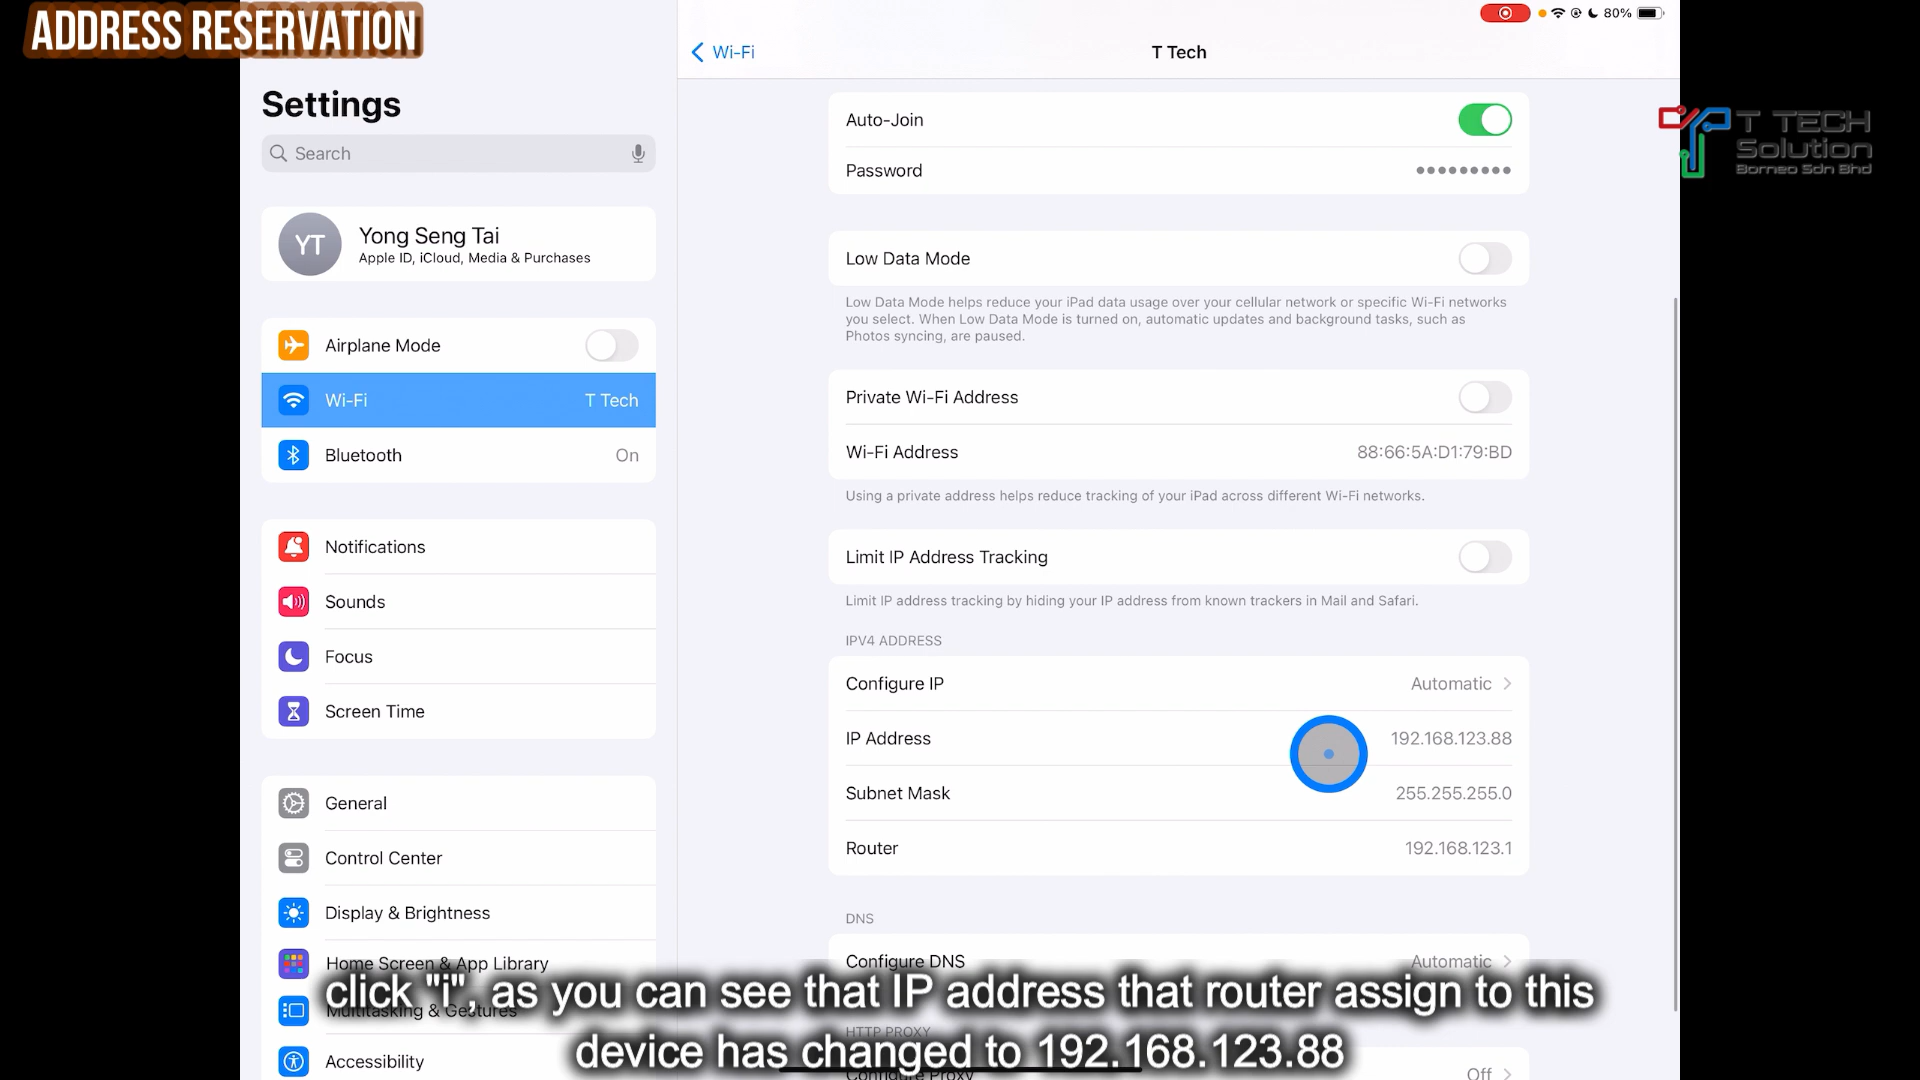 ADDRESS RESERVATION
80%
Settings
Search
YT
Yong Seng Tai
Apple ID, iCloud, Media & Purchases
Airplane Mode
Wi-Fi
T Tech
Bluetooth
On
Notifications
Sounds
Focus
Screen Time
General
Control Center
Display & Brightness
Home Screen & App Library
Multitasking & Gestures
Accessibility
Wi-Fi
T Tech
Auto-Join
Password
Low Data Mode
Low Data Mode helps reduce your iPad data usage over your cellular network or specific Wi-Fi networks
you select. When Low Data Mode is turned on, automatic updates and background tasks, such as
Photos syncing, are paused.
Private Wi-Fi Address
Wi-Fi Address
88:66:5A:D1:79:BD
Using a private address helps reduce tracking of your iPad across different Wi-Fi networks.
Limit IP Address Tracking
Limit IP address tracking by hiding your IP address from known trackers in Mail and Safari.
IPV4 ADDRESS
Configure IP
Automatic
IP Address
192.168.123.88
Subnet Mask
255.255.255.0
Router
192.168.123.1
DNS
Configure DNS
Automatic
HTTP PROXY
Configure Proxy
Off
T TECH
Solution
Borneo Sdn Bhd
click "i", as you can see that IP address that router assign to this
device has changed to 192.168.123.88